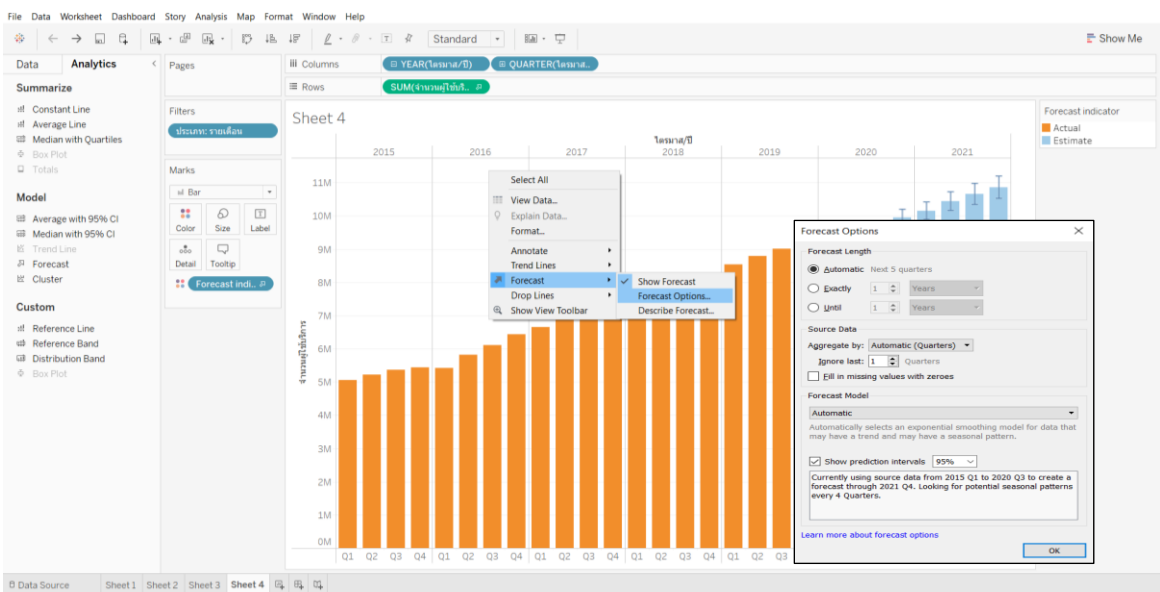 File Data Worksheet Dashboard Story Analysis Map Format Window Help
Standard
Show Me
Data Analytics
Summarize
Constant Line
Average Line
Median with Quartiles
Box Plot
Totals
Model
Average with 95% CI
Median with 95% CI
Trend Line
Forecast
Cluster
Custom
Reference Line
Reference Band
Distribution Band
Box Plot
Pages
Filters
ประเภท: รายเดือน
Marks
Bar
Color Size Label
Detail Tooltip
Forecast indi..
Columns YEAR(ไตรมาส/ปี) QUARTER(ไตรมาส..
Rows SUM(จำนวนผู้ใช้บริ..
Sheet 4
ไตรมาส/ปี
2015 2016 2017 2018 2019 2020 2021
จำนวนผู้ใช้บริการ
11M
10M
9M
8M
7M
6M
5M
4M
3M
2M
1M
0M
Q1 Q2 Q3 Q4 Q1 Q2 Q3 Q4 Q1 Q2 Q3 Q4 Q1 Q2 Q3 Q4 Q1 Q2 Q3
Select All
View Data...
Explain Data...
Format...
Annotate
Trend Lines
Forecast
Drop Lines
Show View Toolbar
Show Forecast
Forecast Options...
Describe Forecast...
Forecast indicator
Actual
Estimate
Forecast Options
Forecast Length
Automatic Next 5 quarters
Exactly 1 Years
Until 1 Years
Source Data
Aggregate by: Automatic (Quarters)
Ignore last: 1 Quarters
Fill in missing values with zeroes
Forecast Model
Automatic
Automatically selects an exponential smoothing model for data that
may have a trend and may have a seasonal pattern.
Show prediction intervals 95%
Currently using source data from 2015 Q1 to 2020 Q3 to create a
forecast through 2021 Q4. Looking for potential seasonal patterns
every 4 Quarters.
Learn more about forecast options
OK
Data Source Sheet 1 Sheet 2 Sheet 3 Sheet 4